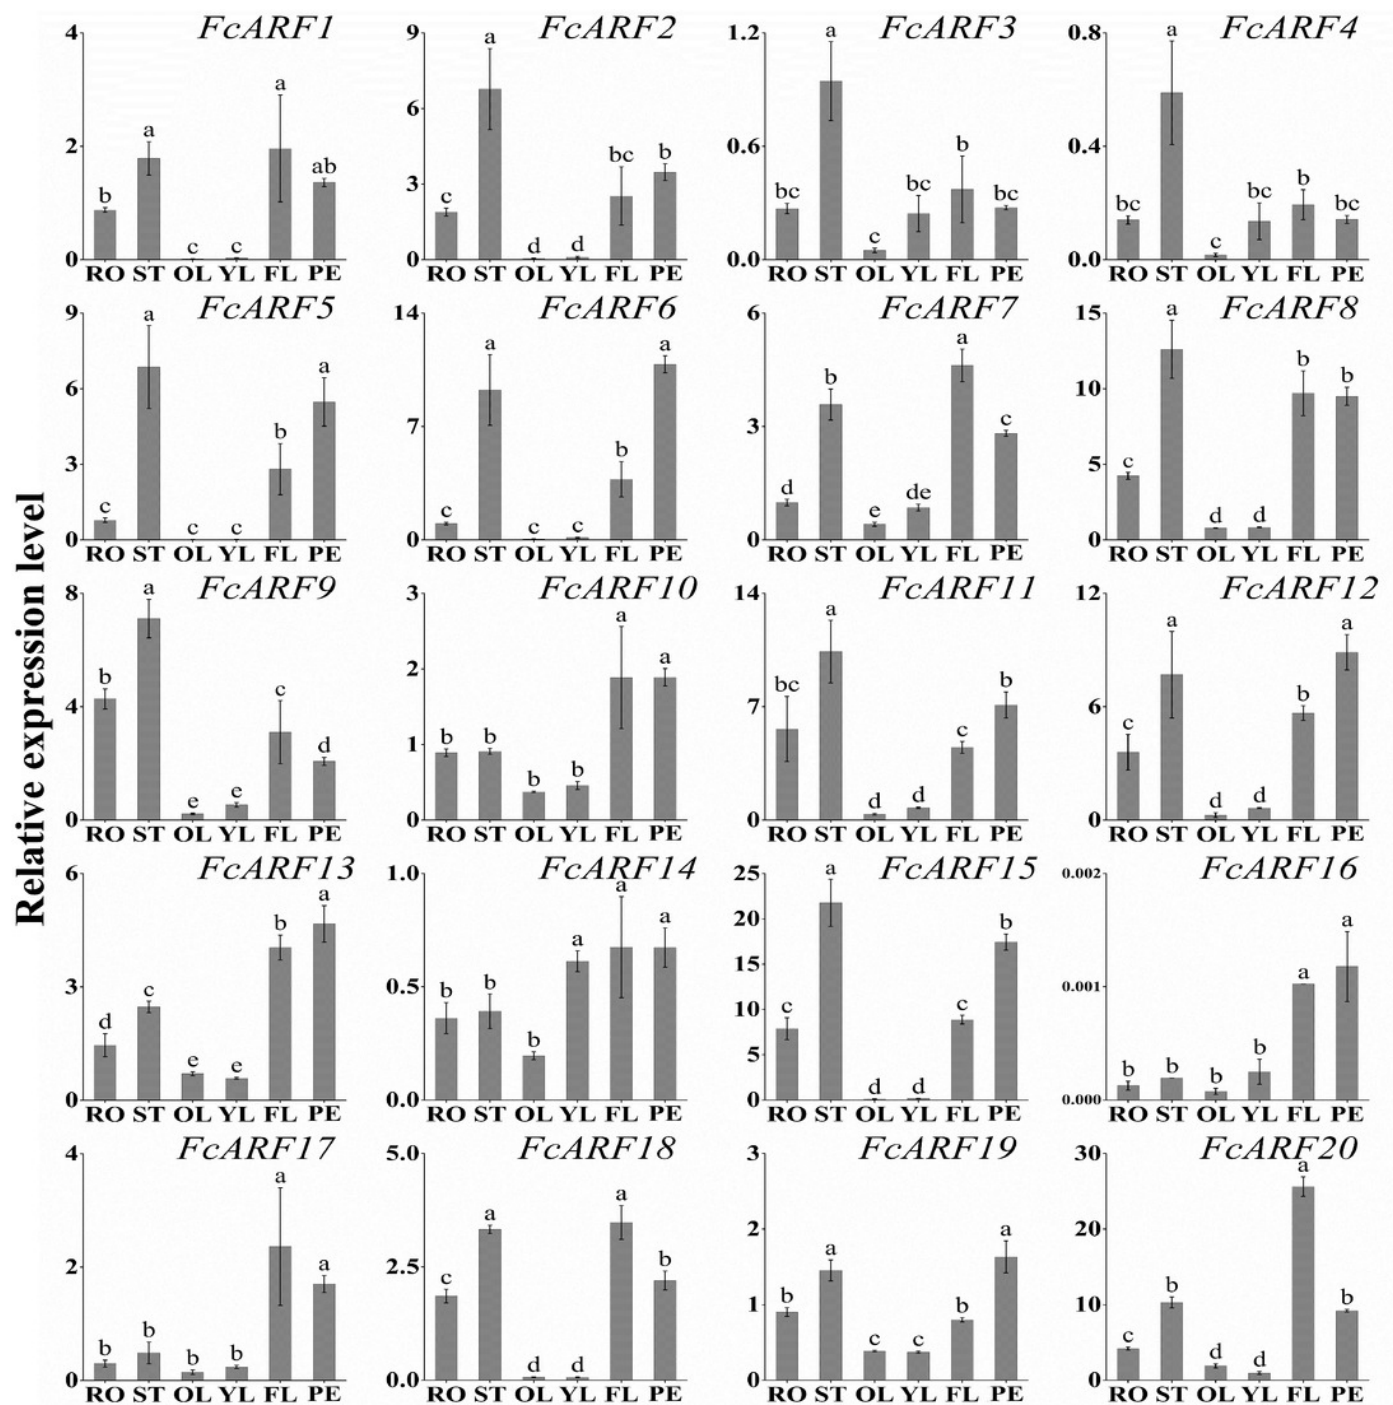 Relative expression level
FcARF1
4
2
0
b
a
c
c
a
ab
RO ST OL YL FL PE
FcARF2
9
6
3
0
c
a
d
d
bc
b
RO ST OL YL FL PE
FcARF3
1.2
0.6
0.0
bc
a
c
bc
b
bc
RO ST OL YL FL PE
FcARF4
0.8
0.4
0.0
bc
a
c
bc
b
bc
RO ST OL YL FL PE
FcARF5
9
6
3
0
c
a
c
c
b
a
RO ST OL YL FL PE
FcARF6
14
7
0
c
a
c
c
b
a
RO ST OL YL FL PE
FcARF7
6
3
0
d
b
e
de
a
c
RO ST OL YL FL PE
FcARF8
15
10
5
0
c
a
d
d
b
b
RO ST OL YL FL PE
FcARF9
8
4
0
b
a
e
e
c
d
RO ST OL YL FL PE
FcARF10
3
2
1
0
b
b
b
b
a
a
RO ST OL YL FL PE
FcARF11
14
7
0
bc
a
d
d
c
b
RO ST OL YL FL PE
FcARF12
12
6
0
c
a
d
d
b
a
RO ST OL YL FL PE
FcARF13
6
3
0
d
c
e
e
b
a
RO ST OL YL FL PE
FcARF14
1.0
0.5
0.0
b
b
b
a
a
a
RO ST OL YL FL PE
FcARF15
25
20
15
10
5
0
c
a
d
d
c
b
RO ST OL YL FL PE
FcARF16
0.002
0.001
0.000
b
b
b
b
a
a
RO ST OL YL FL PE
FcARF17
4
2
0
b
b
b
b
a
a
RO ST OL YL FL PE
FcARF18
5.0
2.5
0.0
c
a
d
d
a
b
RO ST OL YL FL PE
FcARF19
3
2
1
0
b
a
c
c
b
a
RO ST OL YL FL PE
FcARF20
30
20
10
0
c
b
d
d
a
b
RO ST OL YL FL PE